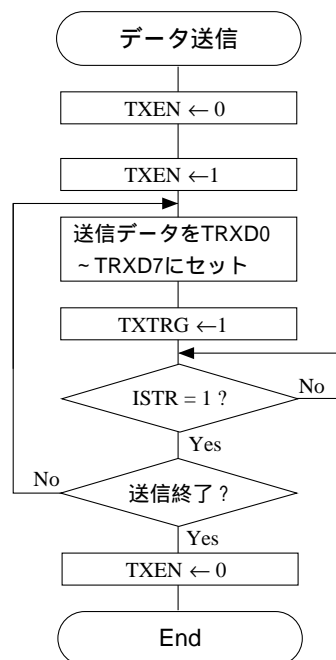 データ送信
TXEN ← 0
TXEN ←1
送信データをTRXD0
~ TRXD7にセット
TXTRG ←1
ISTR = 1 ?
No
Yes
No
送信終了 ?
Yes
TXEN ← 0
End